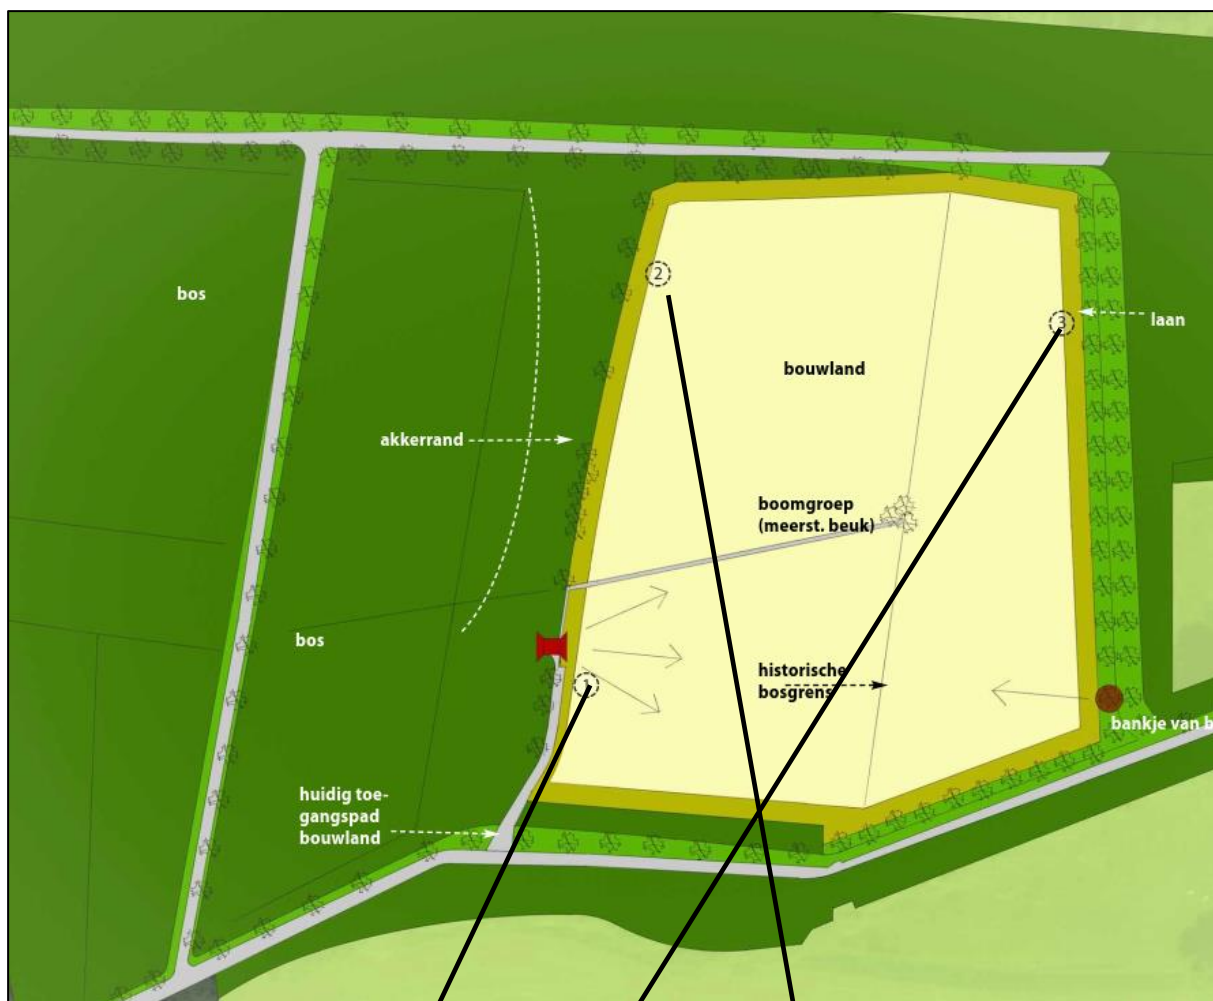 bos
2
3
laan
bouwland
akkerrand
boomgroep
(meerst. beuk)
bos
historische
bosgrens
1
bankje van b
huidig toe-
gangspad
bouwland